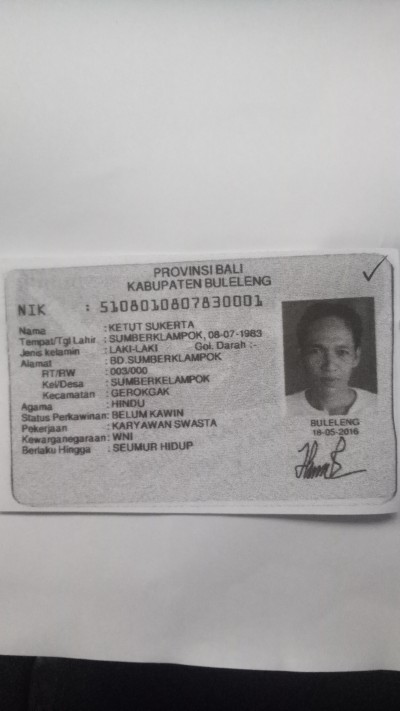 PROVINSI BALI
KABUPATEN BULELENG
NIK : 5108010807830001
Nama : KETUT SUKERTA
Tempat/Tgl Lahir : SUMBERKLAMPOK, 08-07-1983
Jenis kelamin : LAKI-LAKI Gol. Darah :-
Alamat : BD.SUMBERKLAMPOK
RT/RW : 003/000
Kel/Desa : SUMBERKELAMPOK
Kecamatan : GEROKGAK
Agama : HINDU
Status Perkawinan: BELUM KAWIN
Pekerjaan : KARYAWAN SWASTA
Kewarganegaraan: WNI
Berlaku Hingga : SEUMUR HIDUP
BULELENG
18-05-2016